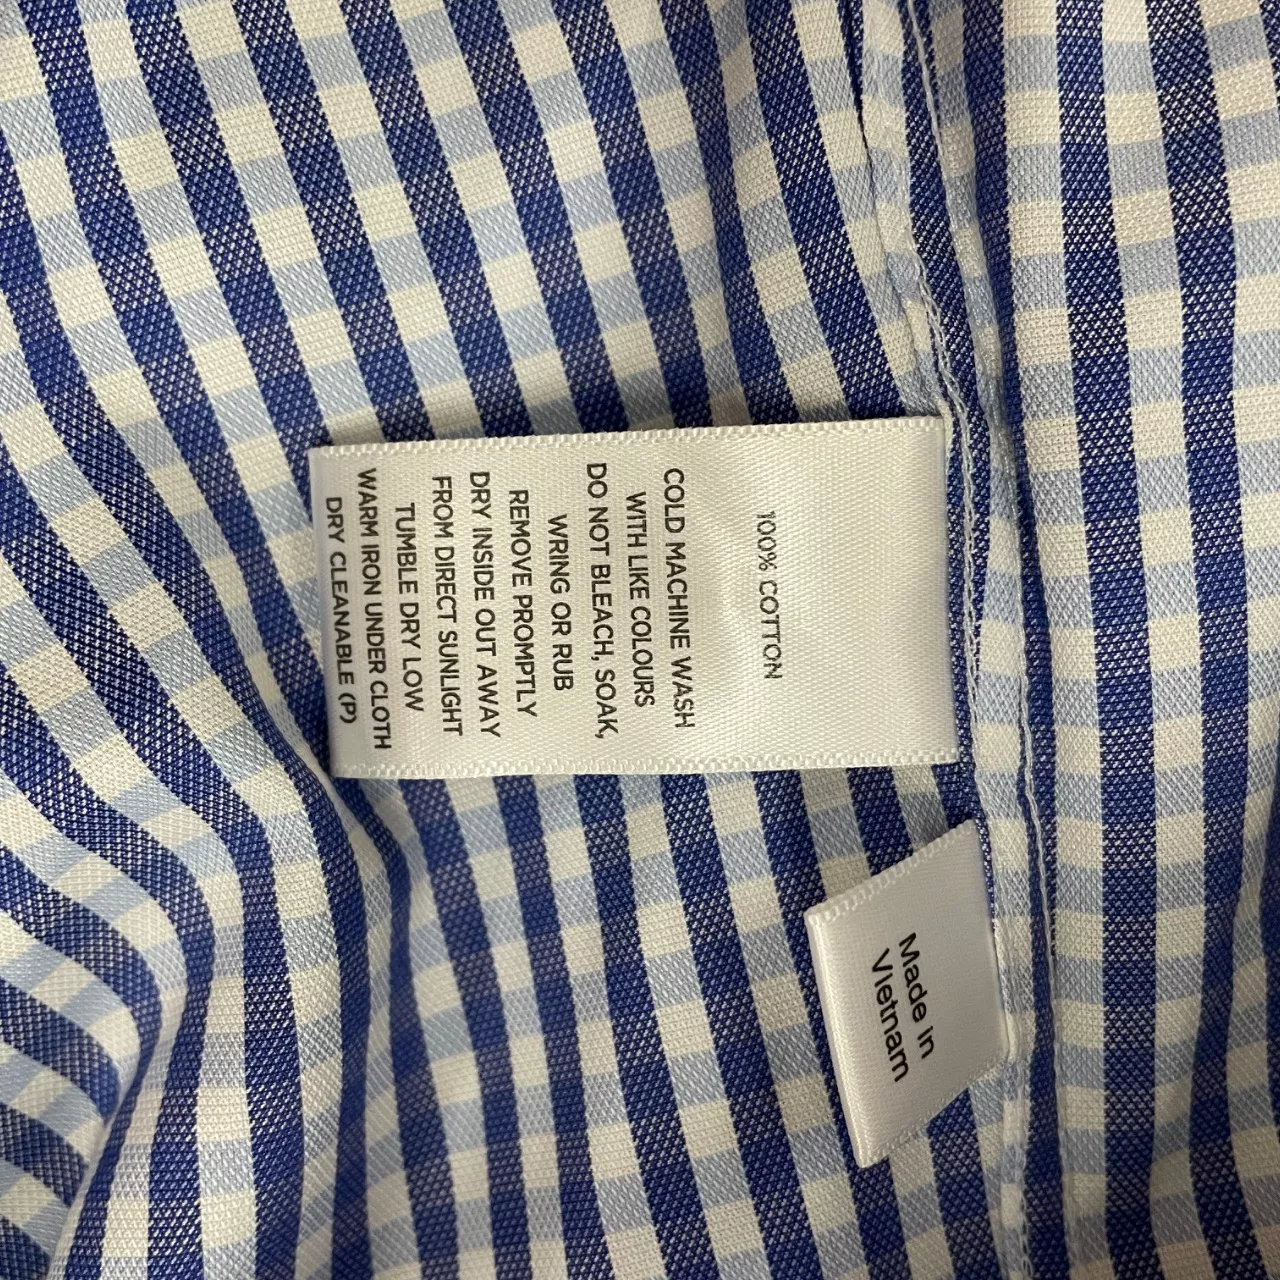 100% COTTON
COLD MACHINE WASH
WITH LIKE COLOURS
DO NOT BLEACH, SOAK,
WRING OR RUB
REMOVE PROMPTLY
DRY INSIDE OUT AWAY
FROM DIRECT SUNLIGHT
TUMBLE DRY LOW
WARM IRON UNDER CLOTH
DRY CLEANABLE (P)
Made in
Vietnam